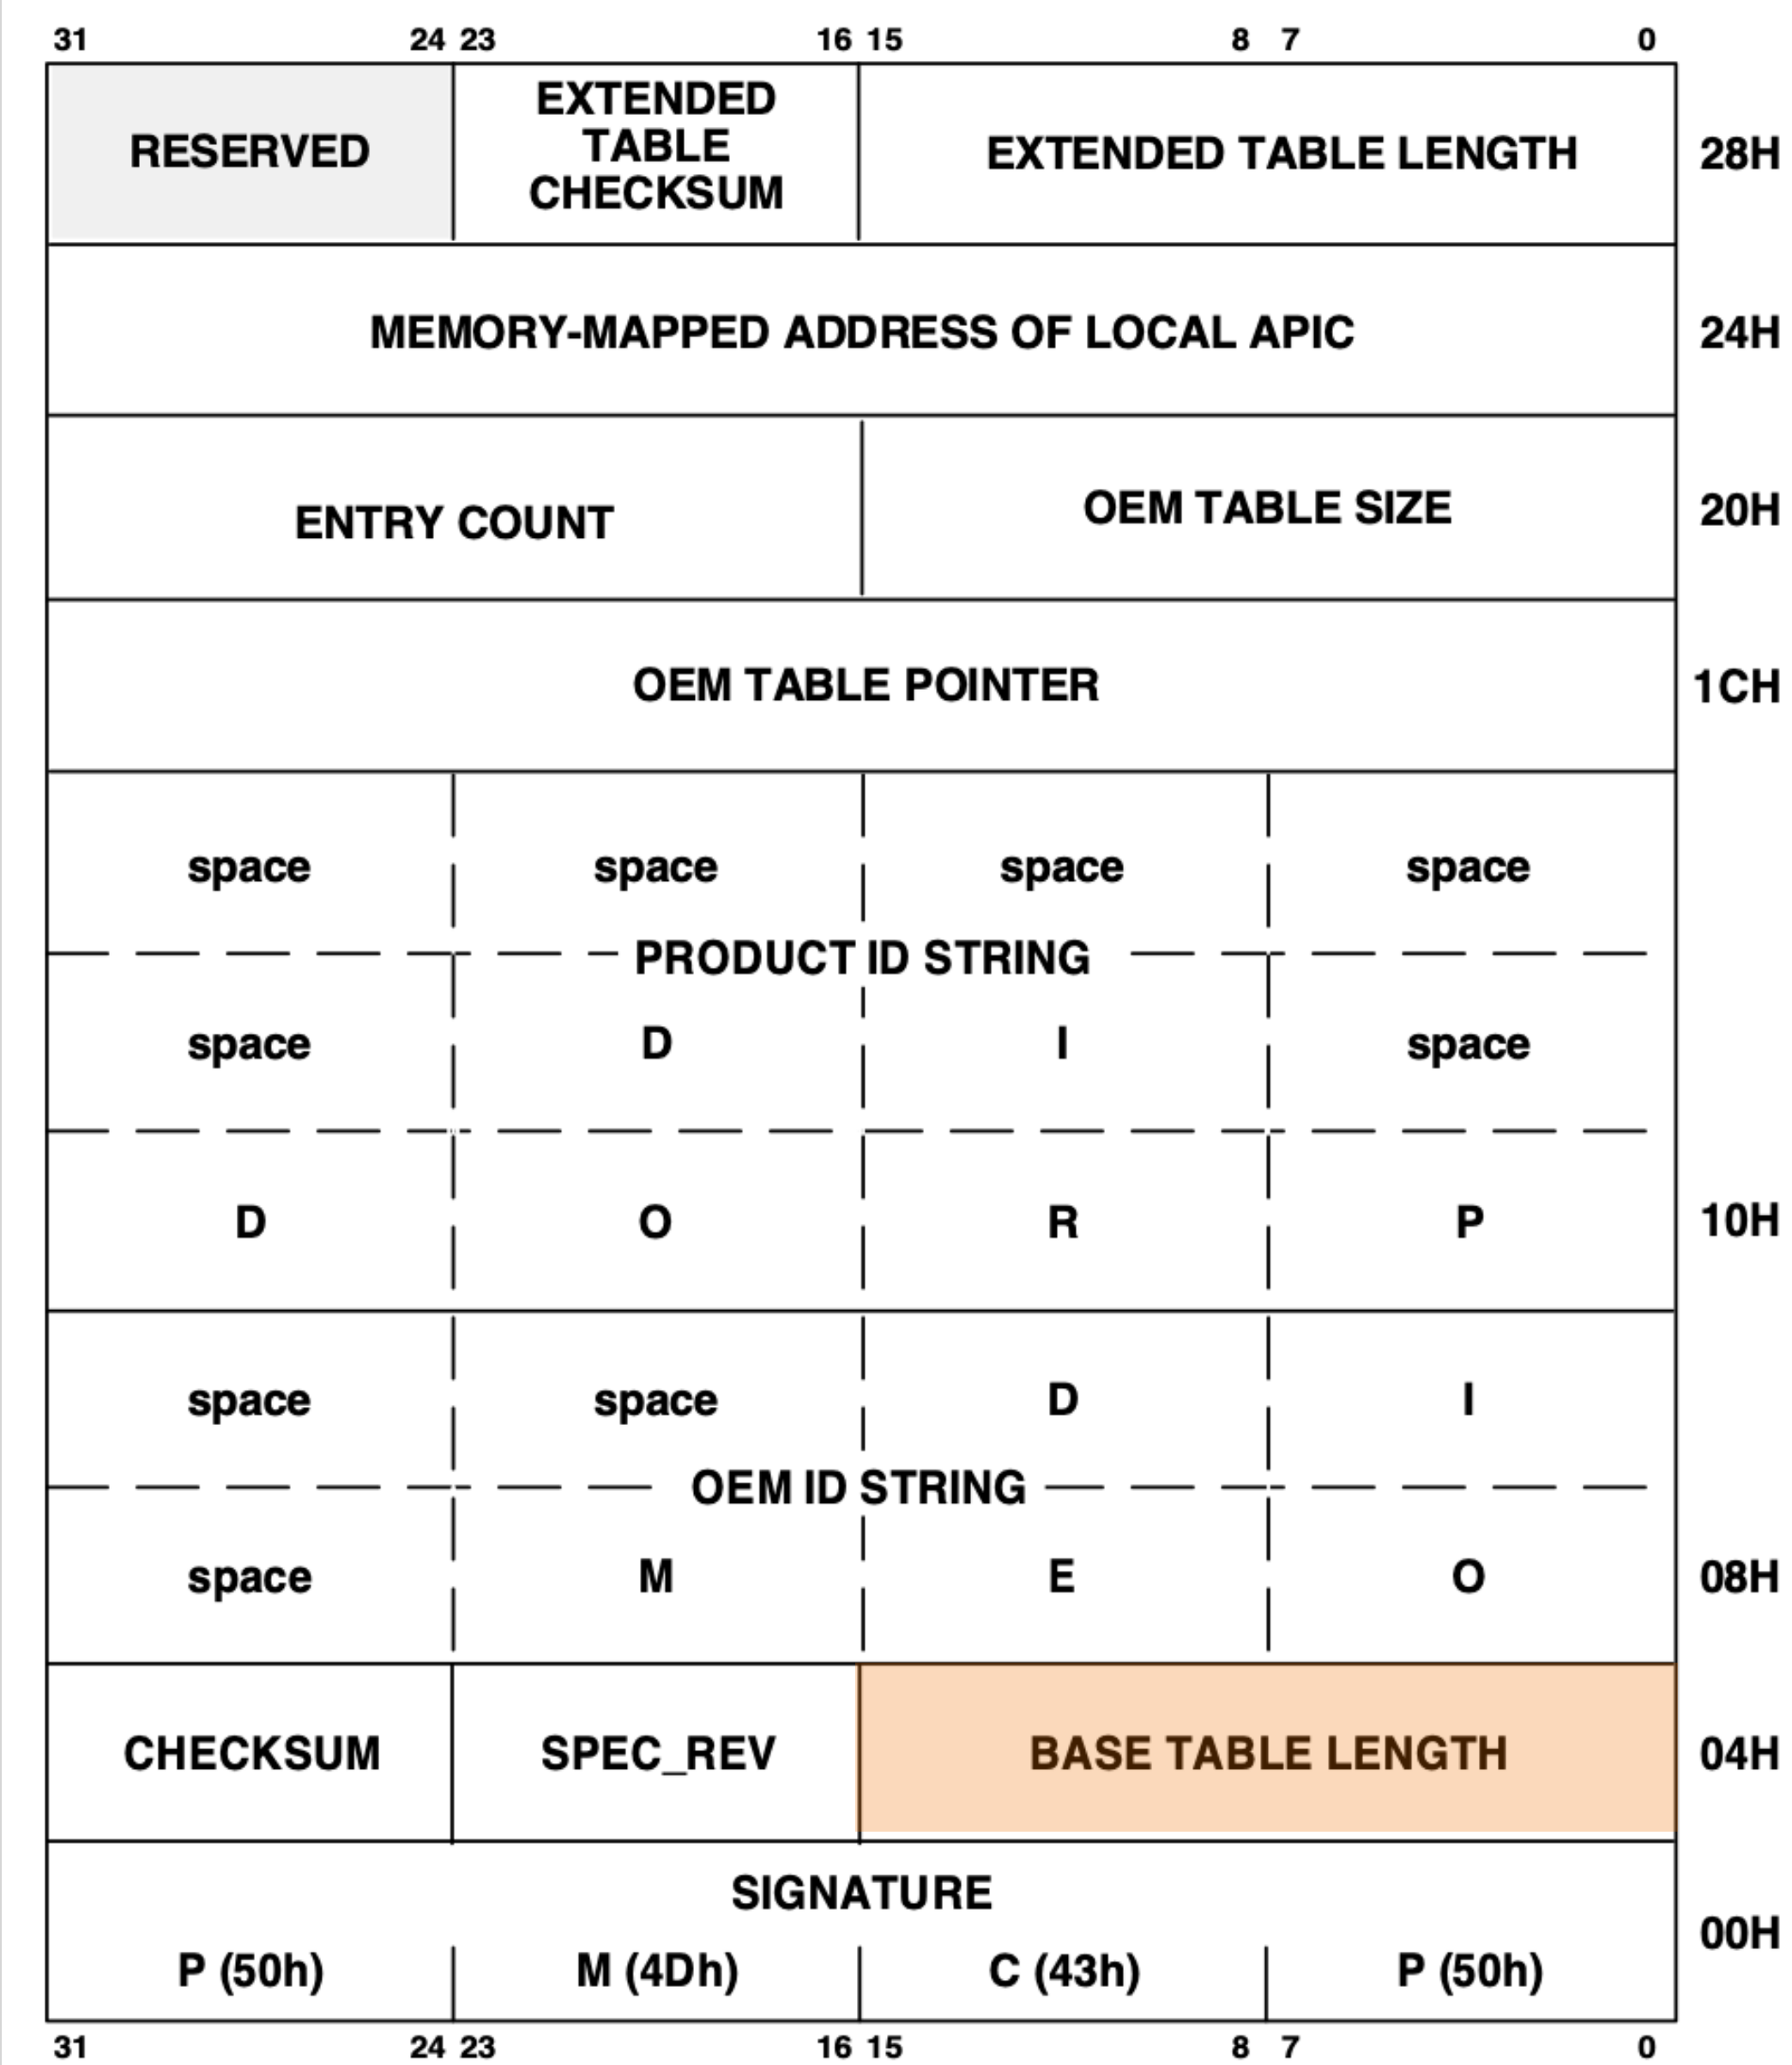 31 24 23 16 15 8 7 0
RESERVED
EXTENDED
TABLE
CHECKSUM
EXTENDED TABLE LENGTH
28H
MEMORY-MAPPED ADDRESS OF LOCAL APIC
24H
ENTRY COUNT
OEM TABLE SIZE
20H
OEM TABLE POINTER
1CH
space space space space
PRODUCT ID STRING
space D I space
D O R P
10H
space space D I
OEM ID STRING
space M E O
08H
CHECKSUM
SPEC_REV
BASE TABLE LENGTH
04H
SIGNATURE
00H
P (50h) M (4Dh) C (43h) P (50h)
31 24 23 16 15 8 7 0